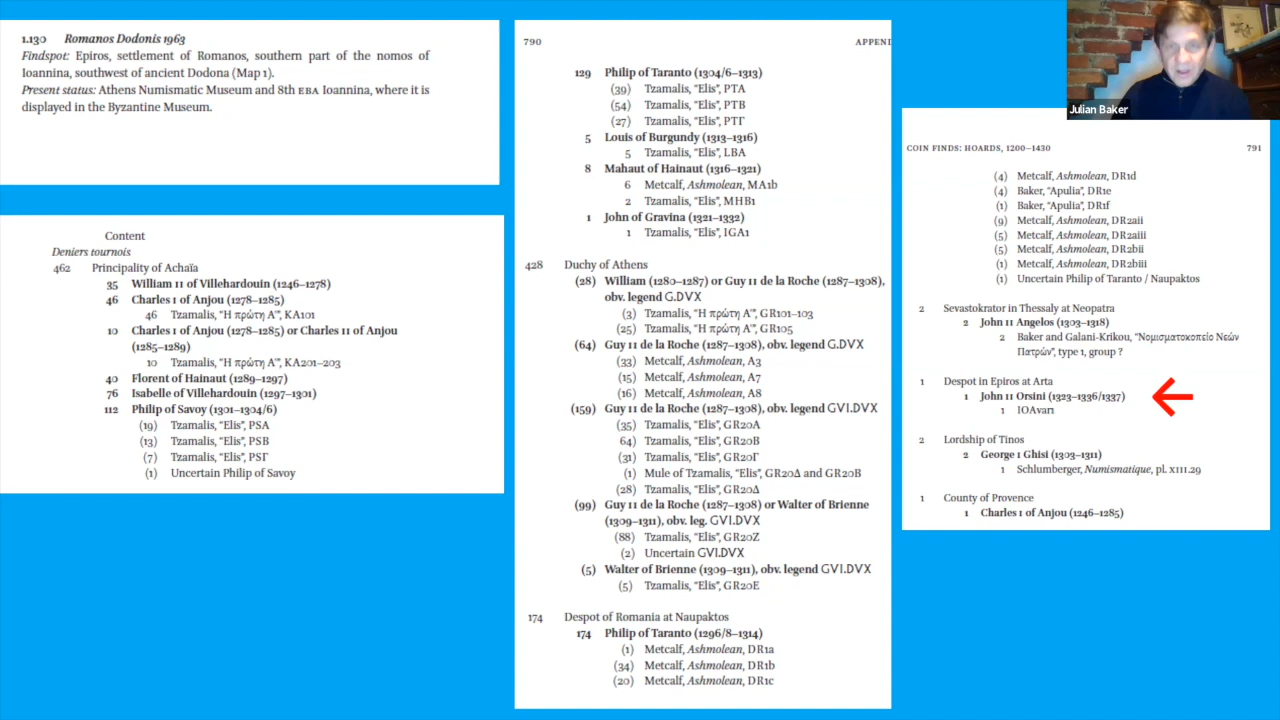 1.130 Romanos Dodonis 1963
Findspot: Epiros, settlement of Romanos, southern part of the nomos of
Ioannina, southwest of ancient Dodona (Map 1).
Present status: Athens Numismatic Museum and 8th EBA Ioannina, where it is
displayed in the Byzantine Museum.
Content
Deniers tournois
462 Principality of Achaïa
35 William II of Villehardouin (1246–1278)
46 Charles I of Anjou (1278–1285)
46 Tzamalis, “Η πρώτη Α′”, KA101
10 Charles I of Anjou (1278–1285) or Charles II of Anjou
(1285–1289)
10 Tzamalis, “Η πρώτη Α′”, KA201–203
40 Florent of Hainaut (1289–1297)
76 Isabelle of Villehardouin (1297–1301)
112 Philip of Savoy (1301–1304/6)
(19) Tzamalis, “Elis”, PSA
(13) Tzamalis, “Elis”, PSB
(7) Tzamalis, “Elis”, PSΓ
(1) Uncertain Philip of Savoy
790 APPEND
129 Philip of Taranto (1304/6–1313)
(39) Tzamalis, “Elis”, PTA
(54) Tzamalis, “Elis”, PTB
(27) Tzamalis, “Elis”, PTΓ
5 Louis of Burgundy (1313–1316)
5 Tzamalis, “Elis”, LBA
8 Mahaut of Hainaut (1316–1321)
6 Metcalf, Ashmolean, MA1b
2 Tzamalis, “Elis”, MHB1
1 John of Gravina (1321–1332)
1 Tzamalis, “Elis”, IGA1
428 Duchy of Athens
(28) William (1280–1287) or Guy II de la Roche (1287–1308),
obv. legend G.DVX
(3) Tzamalis, “Η πρώτη Α′”, GR101–103
(25) Tzamalis, “Η πρώτη Α′”, GR105
(64) Guy II de la Roche (1287–1308), obv. legend G.DVX
(33) Metcalf, Ashmolean, A3
(15) Metcalf, Ashmolean, A7
(16) Metcalf, Ashmolean, A8
(159) Guy II de la Roche (1287–1308), obv. legend GVI.DVX
(35) Tzamalis, “Elis”, GR20A
64) Tzamalis, “Elis”, GR20B
(31) Tzamalis, “Elis”, GR20Γ
(1) Mule of Tzamalis, “Elis”, GR20Δ and GR20B
(28) Tzamalis, “Elis”, GR20Δ
(99) Guy II de la Roche (1287–1308) or Walter of Brienne
(1309–1311), obv. leg. GVI.DVX
(88) Tzamalis, “Elis”, GR20Z
(2) Uncertain GVI.DVX
(5) Walter of Brienne (1309–1311), obv. legend GVI.DVX
(5) Tzamalis, “Elis”, GR20E
174 Despot of Romania at Naupaktos
174 Philip of Taranto (1296/8–1314)
(1) Metcalf, Ashmolean, DR1a
(34) Metcalf, Ashmolean, DR1b
(20) Metcalf, Ashmolean, DR1c
Julian Baker
COIN FINDS: HOARDS, 1200–1430 791
(4) Metcalf, Ashmolean, DR1d
(4) Baker, “Apulia”, DR1e
(1) Baker, “Apulia”, DR1f
(9) Metcalf, Ashmolean, DR2aii
(5) Metcalf, Ashmolean, DR2aiii
(5) Metcalf, Ashmolean, DR2bii
(1) Metcalf, Ashmolean, DR2biii
(1) Uncertain Philip of Taranto / Naupaktos
2 Sevastokrator in Thessaly at Neopatra
2 John II Angelos (1303–1318)
2 Baker and Galani-Krikou, “Νομισματοκοπείο Νεών
Πατρών”, type 1, group ?
1 Despot in Epiros at Arta
1 John II Orsini (1323–1336/1337)
1 IOAvar1
2 Lordship of Tinos
2 George I Ghisi (1303–1311)
1 Schlumberger, Numismatique, pl. XIII.29
1 County of Provence
1 Charles I of Anjou (1246–1285)